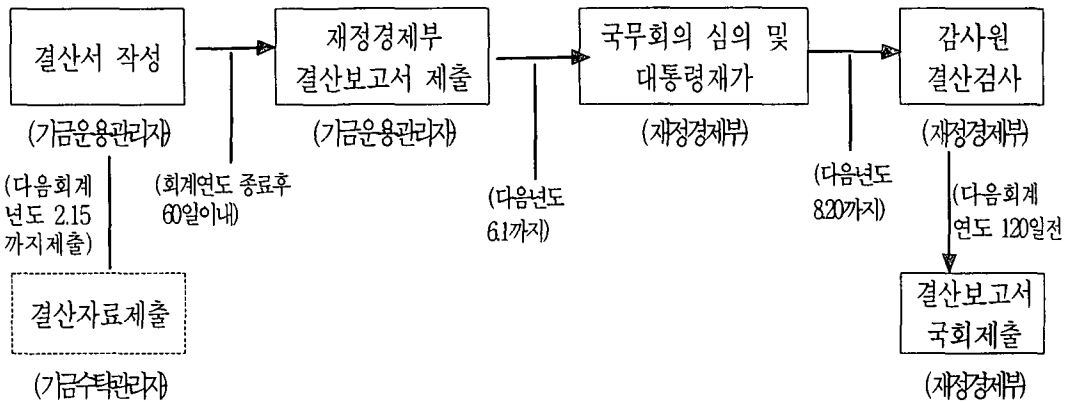 결산서 작성
(기금운용관리자)
재정경제부
결산보고서 제출
(기금운용관리자)
국무회의 심의 및
대통령재가
(재정경제부)
감사원
결산검사
(재정경제부)
(다음회계
년도 2.15
까지제출)
(회계연도 종료후
60일이내)
(다음년도
6.1까지)
(다음년도
8.20까지)
(다음회계
연도 120일전
결산자료제출
(기금수탁관리자)
결산보고서
국회제출
(재정경제부)